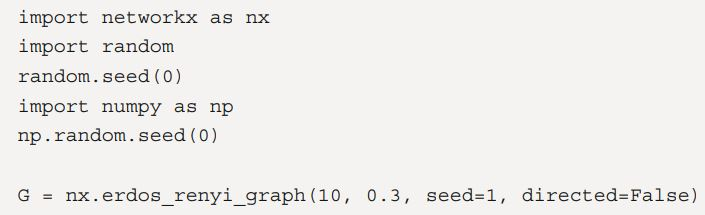 import networkx as nx
import random
random.seed(0)
import numpy as np
np.random.seed(0)
G = nx.erdos_renyi_graph(10, 0.3, seed=1, directed=False)